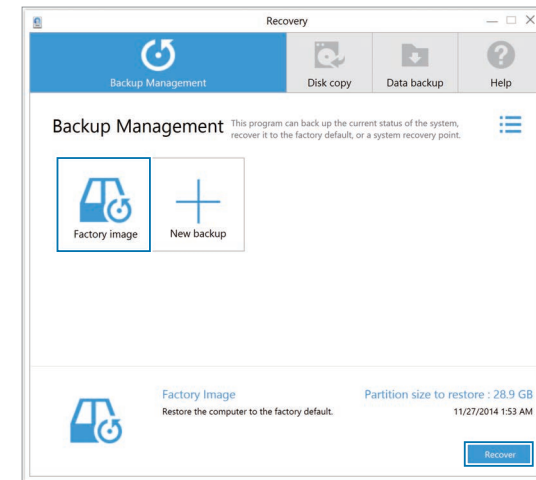 Recovery
Backup Management
Disk copy
Data backup
Help
Backup Management
This program can back up the current status of the system,
recover it to the factory default, or a system recovery point.
Factory image
New backup
Factory Image
Partition size to restore : 28.9 GB
Restore the computer to the factory default.
11/27/2014 1:53 AM
Recover